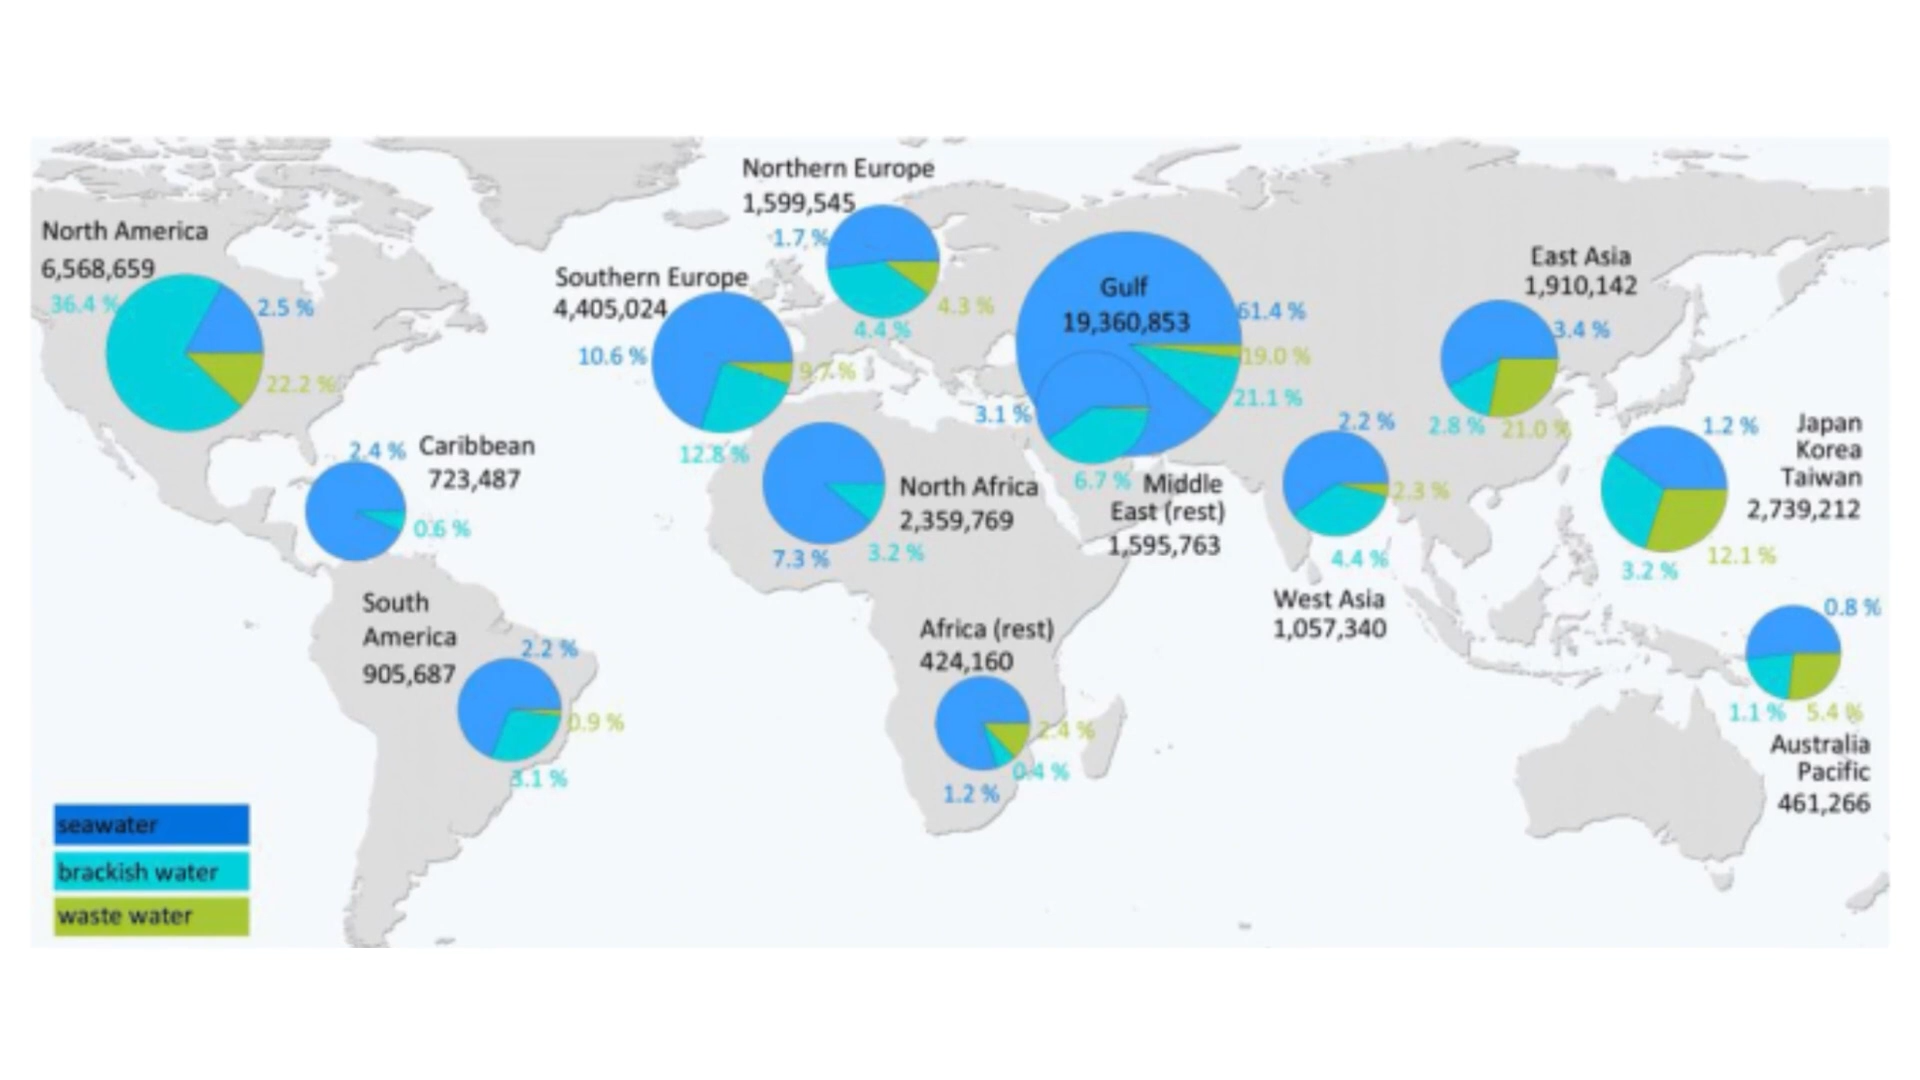 Northern Europe
1,599,545
1.7 %
4.3 %
4.4 %
North America
6,568,659
36.4 %
2.5 %
22.2 %
Southern Europe
4,405,024
10.6 %
9.7 %
12.8 %
Gulf
19,360,853
61.4 %
19.0 %
21.1 %
East Asia
1,910,142
3.4 %
2.8 %
21.0 %
Caribbean
723,487
2.4 %
0.6 %
North Africa
2,359,769
7.3 %
3.2 %
3.1 %
6.7 %
Middle
East (rest)
1,595,763
2.2 %
2.3 %
4.4 %
West Asia
1,057,340
1.2 %
Japan
Korea
Taiwan
2,739,212
3.2 %
12.1 %
South
America
905,687
2.2 %
0.9 %
3.1 %
Africa (rest)
424,160
2.4 %
0.4 %
1.2 %
0.8 %
1.1 %
5.4 %
Australia
Pacific
461,266
seawater
brackish water
waste water